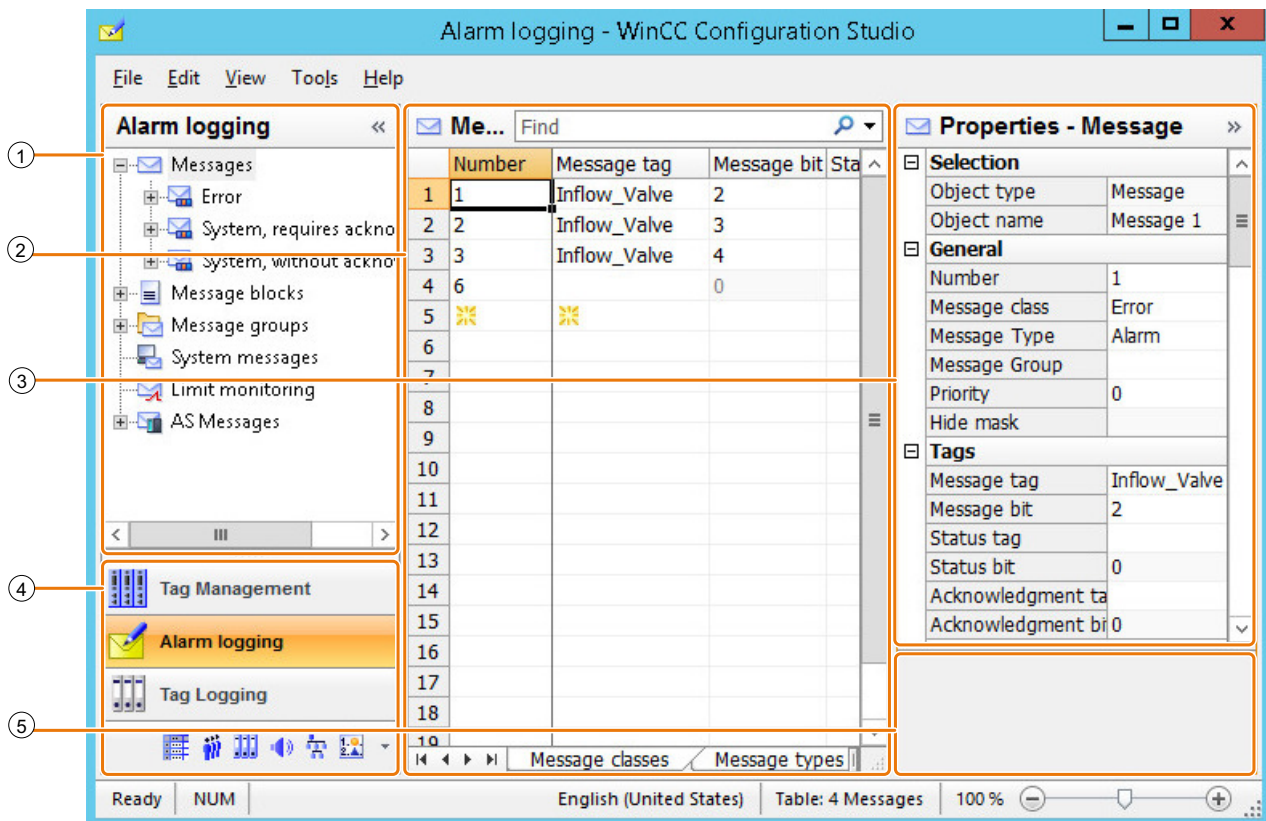 Alarm logging - WinCC Configuration Studio
File Edit View Tools Help
Alarm logging «
1
Messages
Error
System, requires ackno
2
System, without ackno
Message blocks
Message groups
System messages
3
Limit monitoring
AS Messages
4
Tag Management
Alarm logging
Tag Logging
5
Me... Find
Number Message tag Message bit Sta
1 1 Inflow_Valve 2
2 2 Inflow_Valve 3
3 3 Inflow_Valve 4
4 6 0
5
6
7
8
9
10
11
12
13
14
15
16
17
18
19
Message classes Message types
Properties - Message »
Selection
Object type Message
Object name Message 1
General
Number 1
Message class Error
Message Type Alarm
Message Group
Priority 0
Hide mask
Tags
Message tag Inflow_Valve
Message bit 2
Status tag
Status bit 0
Acknowledgment ta
Acknowledgment bi 0
Ready NUM English (United States) Table: 4 Messages 100 %